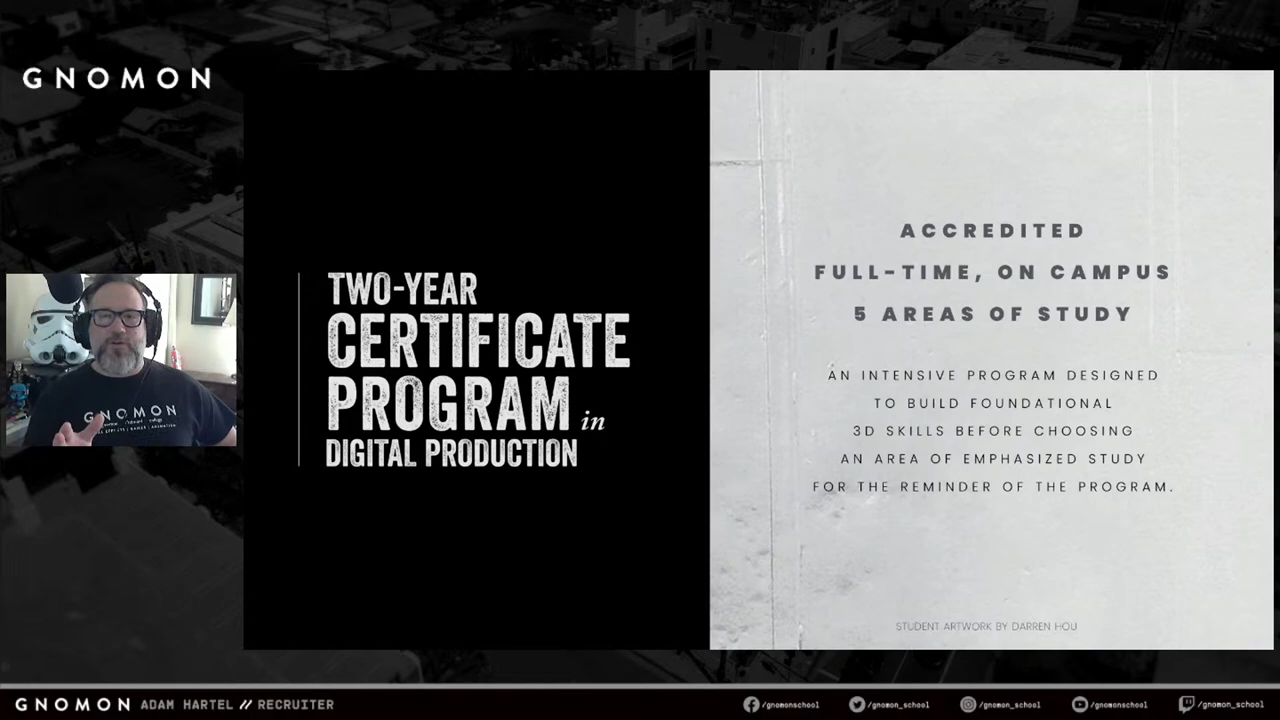 GNOMON
TWO-YEAR
CERTIFICATE
PROGRAM in
DIGITAL PRODUCTION
ACCREDITED
FULL-TIME, ON CAMPUS
5 AREAS OF STUDY
AN INTENSIVE PROGRAM DESIGNED
TO BUILD FOUNDATIONAL
3D SKILLS BEFORE CHOOSING
AN AREA OF EMPHASIZED STUDY
FOR THE REMINDER OF THE PROGRAM.
STUDENT ARTWORK BY DARREN HOU
GNOMON
GNOMON ADAM HARTEL // RECRUITER
/gnomonschool
/gnomon_school
/gnomon_school
/gnomonschool
/gnomon_school